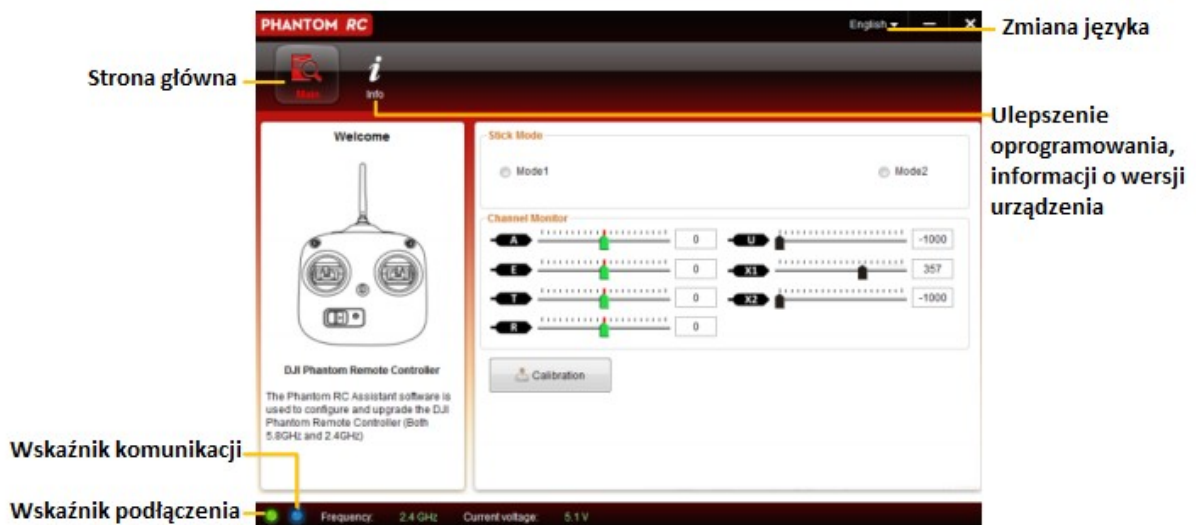 PHANTOM RC
English
Zmiana języka
Strona główna
Main
Info
Ulepszenie
oprogramowania,
informacji o wersji
urządzenia
Welcome
DJI Phantom Remote Controller
The Phantom RC Assistant software is
used to configure and upgrade the DJI
Phantom Remote Controller (Both
5.8GHz and 2.4GHz)
Stick Mode
Mode1
Mode2
Channel Monitor
A 0
U -1000
E 0
X1 357
T 0
X2 -1000
R 0
Calibration
Wskaźnik komunikacji
Wskaźnik podłączenia
Frequency: 2.4 GHz Current voltage: 5.1 V